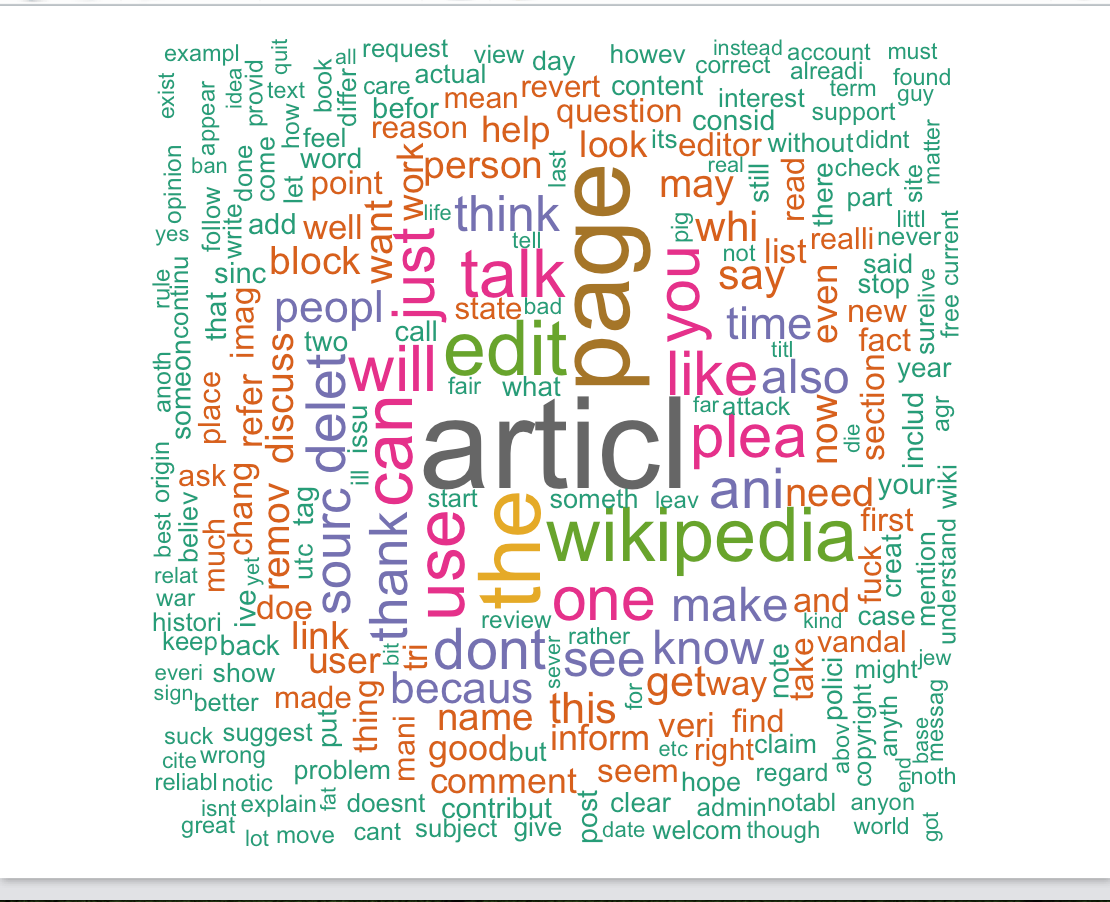 exampl quit all request view day howev instead account must
exist idea provid text book differ care actual correct alreadi found
appear how befor mean revert content interest term guy
feel reason help question consid support
ban done come word person last look its editor without didnt matter
opinion let point work real still read there check site
follow write add well want life think page may part littl
yes tell pig whi list realli never
sinc block just talk you not say said stop current
rule continu that imag peopl state bad time even new surelive free
two call edit titl fact
anoth someon place refer discuss delet will fair what like also section year
can articl far attack now includ agr
issu plea die
best origin ask chang ill start someth leav ani need your wiki
believ much remov tag sourc use the wikipedia first
relat yet utc thank fuck creat mention understand
war ive doe one make and case
histori review kind
keep back link bit tri dont rather see know note take vandal
everi show user sever might jew
sign better made thing becaus for get way polici
put mani name this veri find messag
suck suggest good but inform etc right claim abov copyright anyth base
cite wrong problem comment seem hope regard end noth
reliabl notic
isnt explain fat doesnt contribut post clear admin notabl anyon
great lot move cant subject give date welcom though world got